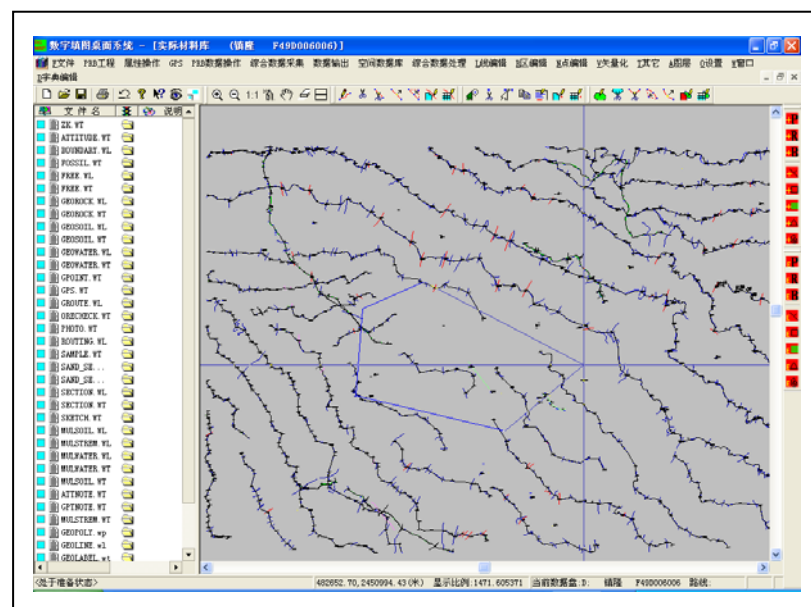 数字填图桌面系统 - [实际材料库 (镇隆 F49D006006)]
F文件 PRB工程 属性操作 GPS PRB数据操作 综合数据采集 数据输出 空间数据库 综合数据处理 L线编辑 R区编辑 N点编辑 V矢量化 T其它 A图层 O设置 W窗口
D字典编辑
1:1
文件名 说明
ZK.WT
ATTITUDE.WT
BOUNDARY.WL
FOSSIL.WT
FREE.WL
FREE.WT
GEOROCK.WL
GEOROCK.WT
GEOSOIL.WL
GEOSOIL.WT
GEOWATER.WL
GEOWATER.WT
GPOINT.WT
GPS.WT
GROUTE.WL
ORECHECK.WT
PHOTO.WT
ROUTING.WL
SAMPLE.WT
SAND_SE...
SAND_SE...
SECTION.WL
SECTION.WT
SKETCH.WT
MULSOIL.WL
MULSTREM.WL
MULWATER.WL
MULWATER.WT
MULSOIL.WT
ATTNOTE.WT
GPTNOTE.WT
MULSTREM.WT
GEOPOLY.wp
GEOLINE.wl
GEOLABEL.wt
P
R
B
P
R
B
<处于准备状态> 482652.70,2450994.43(米) 显示比例:1471.605371 当前数据盘:D: 镇隆 F49D006006 路线: